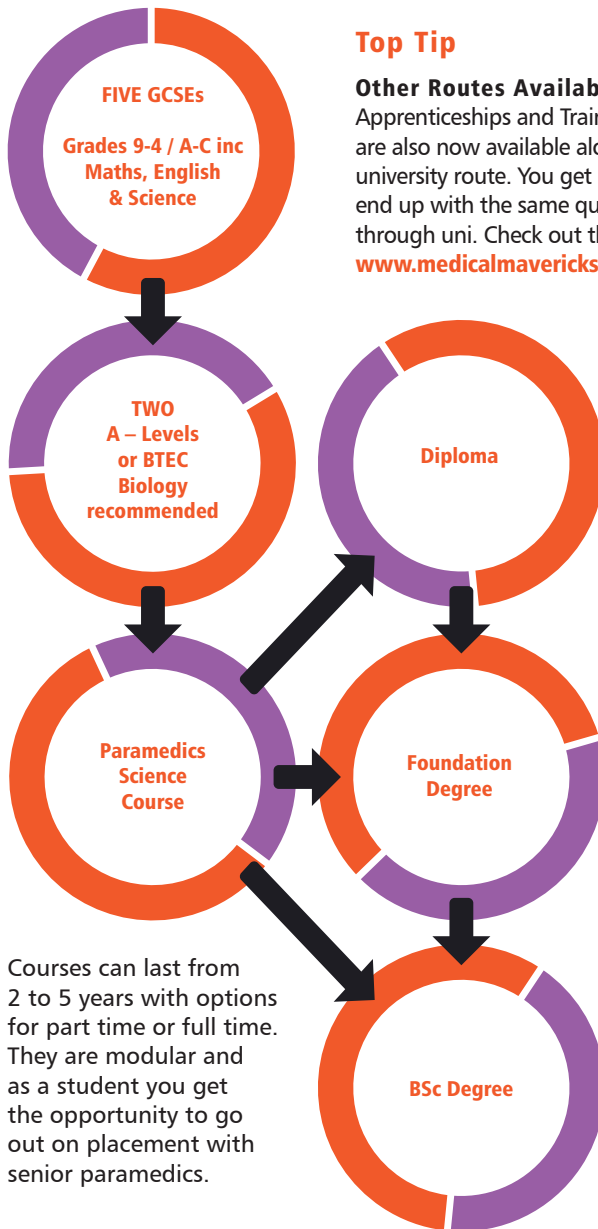 FIVE GCSEs
Grades 9-4 / A-C inc
Maths, English
& Science
Top Tip
Other Routes
Apprenticeships and
are also now available
university route. You get
end up with the same
through uni. Check out
www.medicalmavericks
TWO
A – Levels
or BTEC
Biology
recommended
Diploma
Paramedics
Science
Course
Foundation
Degree
Courses can last from
2 to 5 years with options
for part time or full time.
They are modular and
as a student you get
the opportunity to go
out on placement with
senior paramedics.
BSc Degree